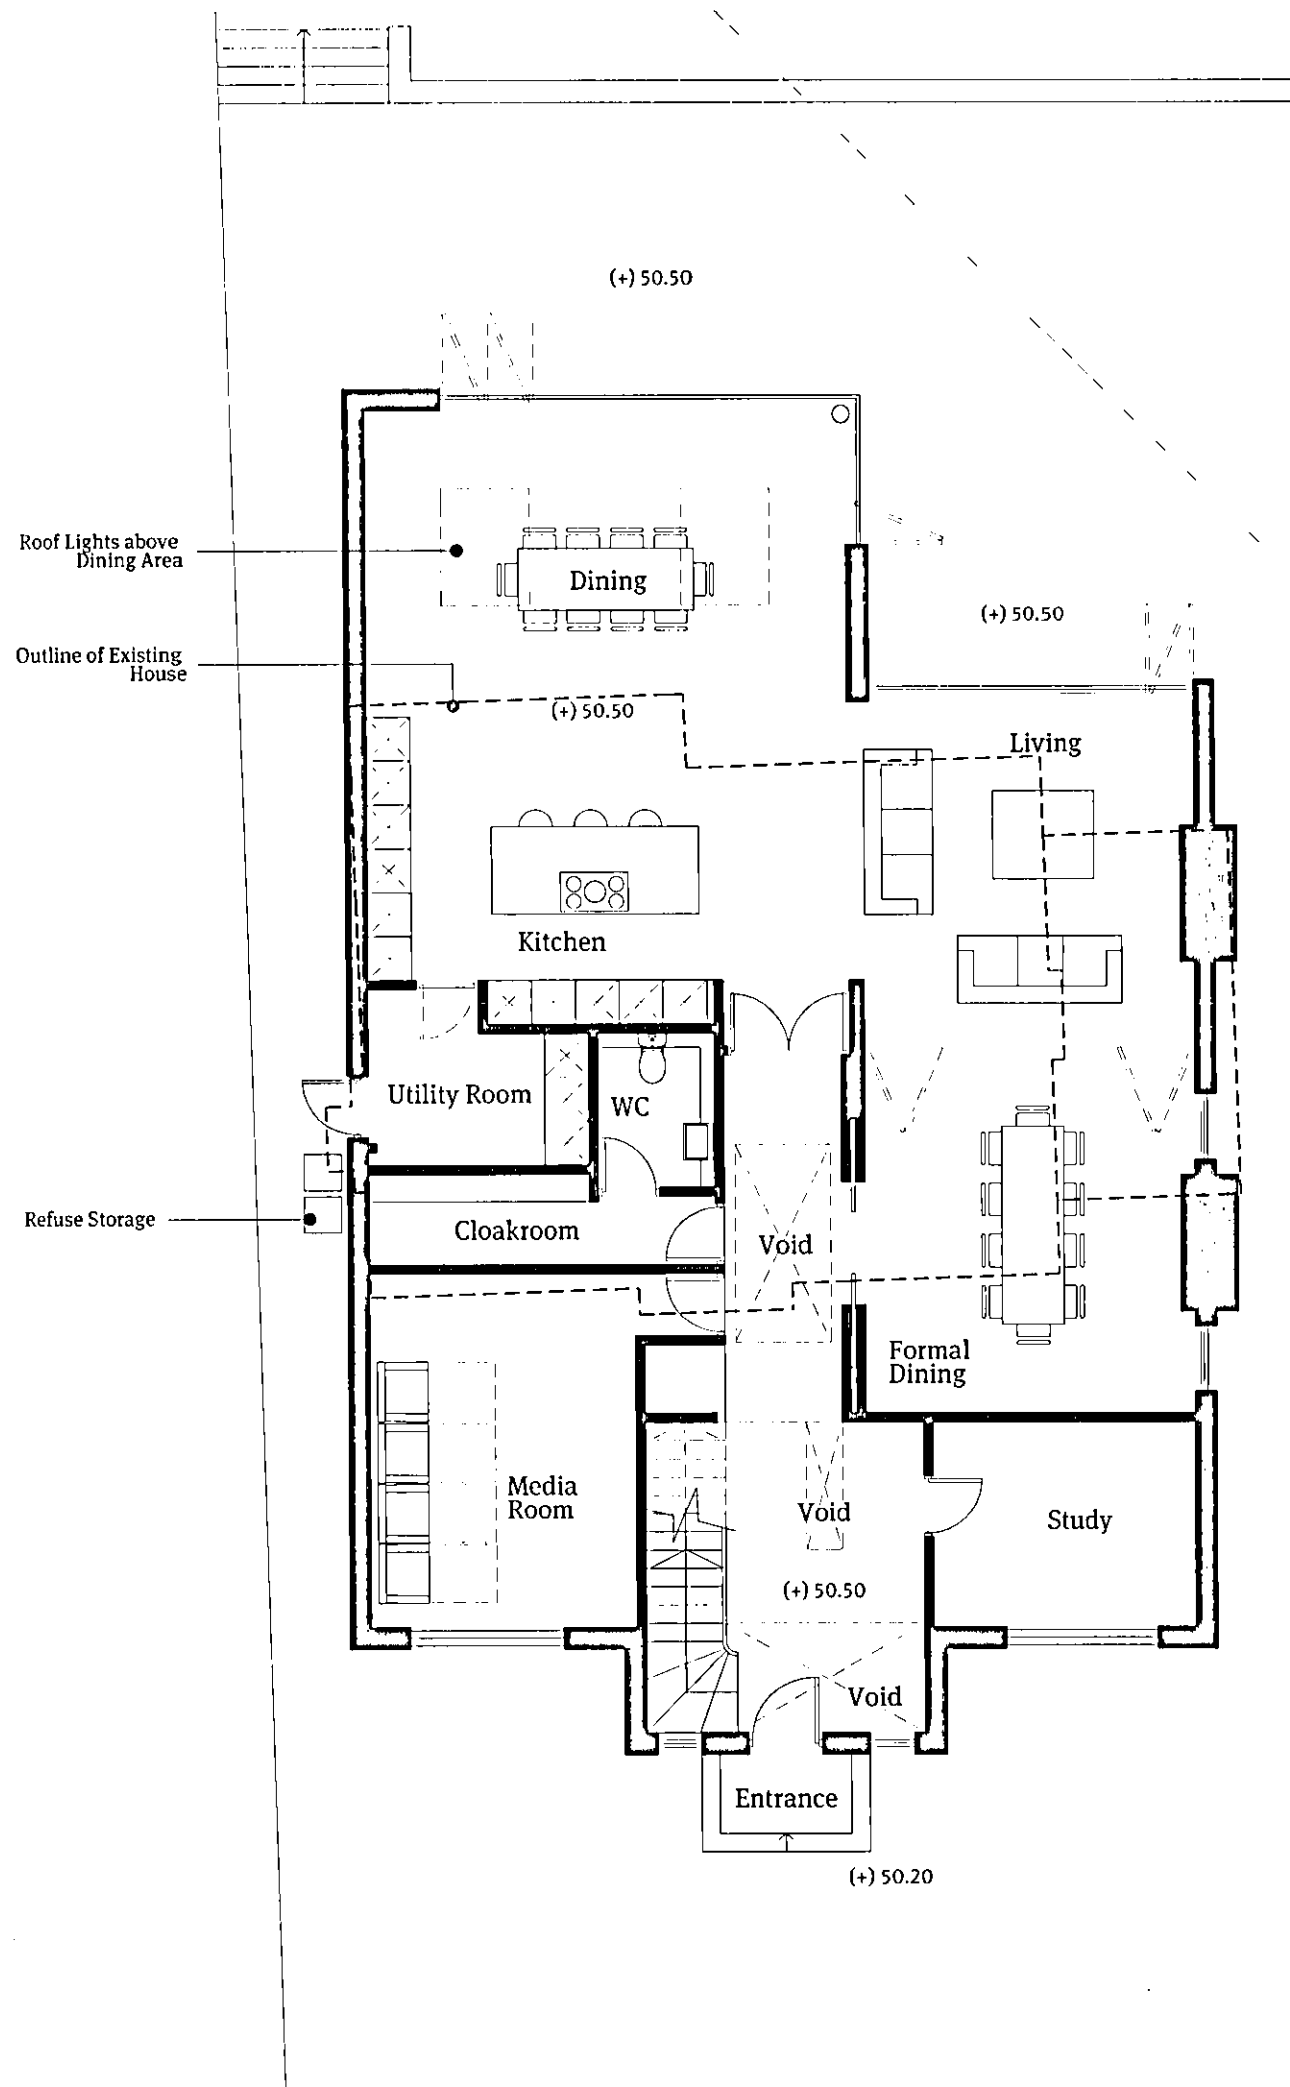 (+) 50.50
Roof Lights above
Dining Area
Dining
(+) 50.50
Outline of Existing
House
(+) 50.50
Living
Kitchen
Utility Room
WC
Refuse Storage
Cloakroom
Void
Formal
Dining
Media
Room
Void
Study
(+) 50.50
Void
Entrance
(+) 50.20